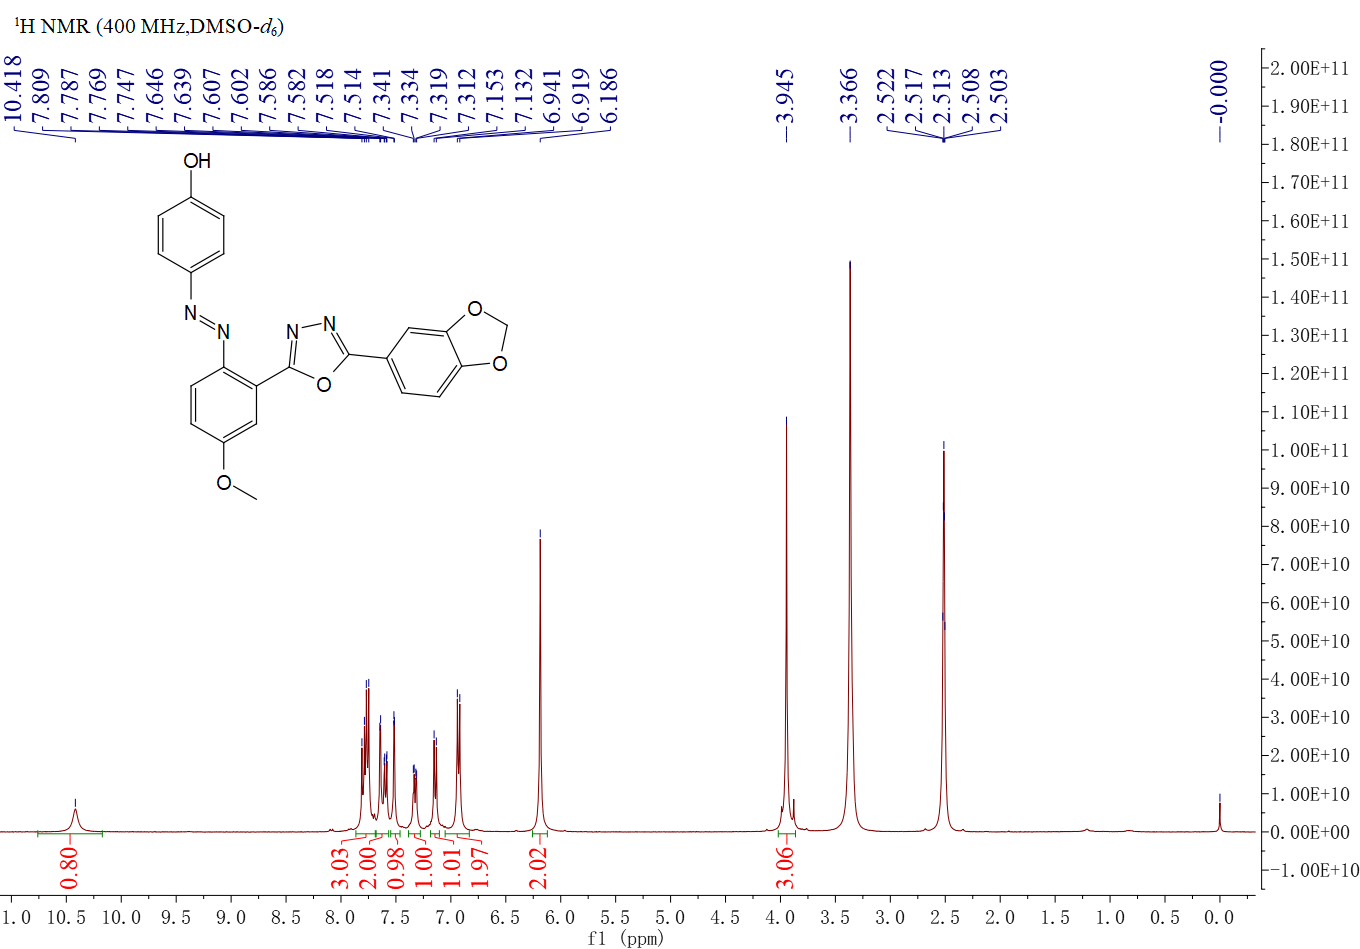 ¹H NMR (400 MHz,DMSO-d₆)
10.418
7.809
7.787
7.769
7.747
7.646
7.639
7.607
7.602
7.586
7.582
7.518
7.514
7.341
7.334
7.319
7.312
7.153
7.132
6.941
6.919
6.186
3.945
3.366
2.522
2.517
2.513
2.508
2.503
-0.000
2.00E+11
1.90E+11
1.80E+11
1.70E+11
1.60E+11
1.50E+11
1.40E+11
1.30E+11
1.20E+11
1.10E+11
1.00E+11
9.00E+10
8.00E+10
7.00E+10
6.00E+10
5.00E+10
4.00E+10
3.00E+10
2.00E+10
1.00E+10
0.00E+00
-1.00E+10
OH
N
N
N
N
O
O
O
O
0.80
3.03
2.00
0.98
1.00
1.01
1.97
2.02
3.06
1.0 10.5 10.0 9.5 9.0 8.5 8.0 7.5 7.0 6.5 6.0 5.5 5.0 4.5 4.0 3.5 3.0 2.5 2.0 1.5 1.0 0.5 0.0
f1 (ppm)